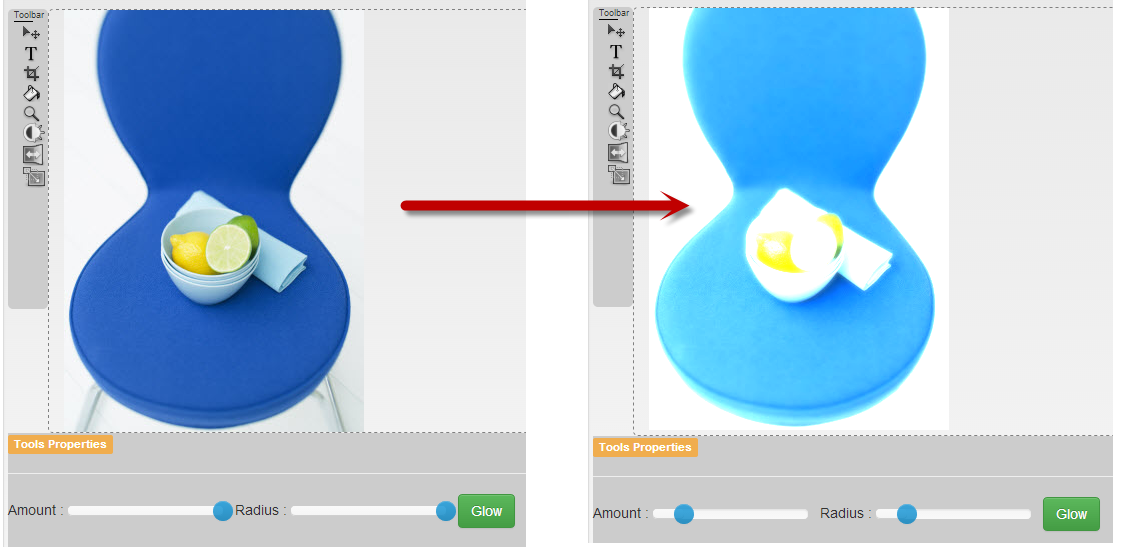 Toolbar
T
Tools Properties
Amount :
Radius :
Glow
Toolbar
T
Tools Properties
Amount :
Radius :
Glow